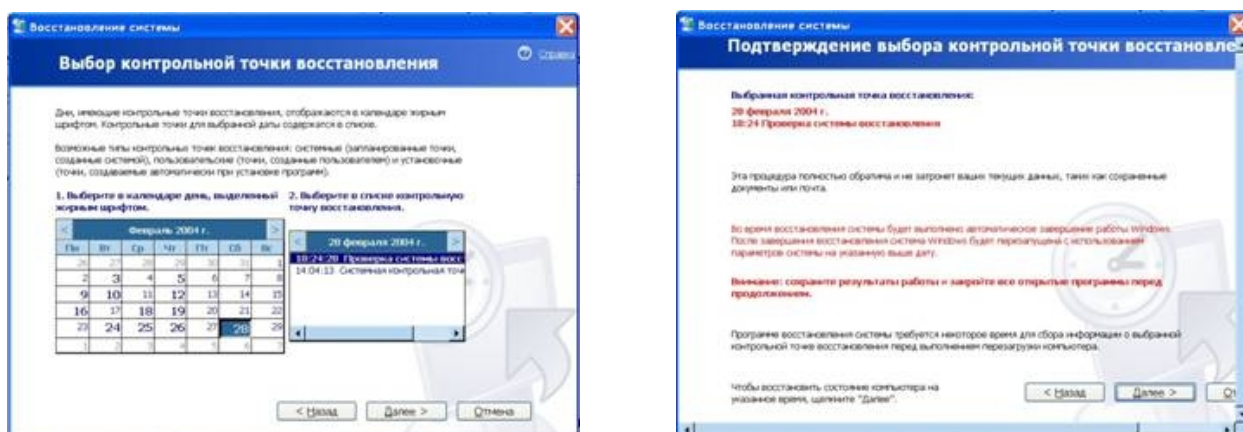 Восстановление системы
Справка
Выбор контрольной точки восстановления
Дни, имеющие контрольные точки восстановления, отображаются в календаре жирным
шрифтом. Контрольные точки для выбранной даты содержатся в списке.
Возможные типы контрольных точек восстановления: системные (запланированные точки,
созданные системой), пользовательские (точки, созданные пользователем) и установочные
(точки, создаваемые автоматически при установке программ).
1. Выберите в календаре день, выделенный
жирным шрифтом.
2. Выберите в списке контрольную
точку восстановления.
< Февраль 2004 г. >
Пн Вт Ср Чт Пт Сб Вс
26 27 28 29 30 31 1
2 3 4 5 6 7 8
9 10 11 12 13 14 15
16 17 18 19 20 21 22
23 24 25 26 27 28 29
1 2 3 4 5 6 7
< 28 февраля 2004 г. >
18:24:28 Проверка системы восс
14:04:13 Системная контрольная точ
< Назад
Далее >
Отмена
Восстановление системы
Подтверждение выбора контрольной точки восстановле
Выбранная контрольная точка восстановления:
28 февраля 2004 г.
18:24 Проверка системы восстановления
Эта процедура полностью обратима и не затронет ваших текущих данных, таких как сохраненные
документы или почта.
Во время восстановления системы будет выполнено автоматическое завершение работы Windows.
После завершения восстановления система Windows будет перезапущена с использованием
параметров системы на указанную выше дату.
Внимание: сохраните результаты работы и закройте все открытые программы перед
продолжением.
Программе восстановления системы требуется некоторое время для сбора информации о выбранной
контрольной точке восстановления перед выполнением перезагрузки компьютера.
Чтобы восстановить состояние компьютера на
указанное время, щелкните "Далее".
< Назад
Далее >